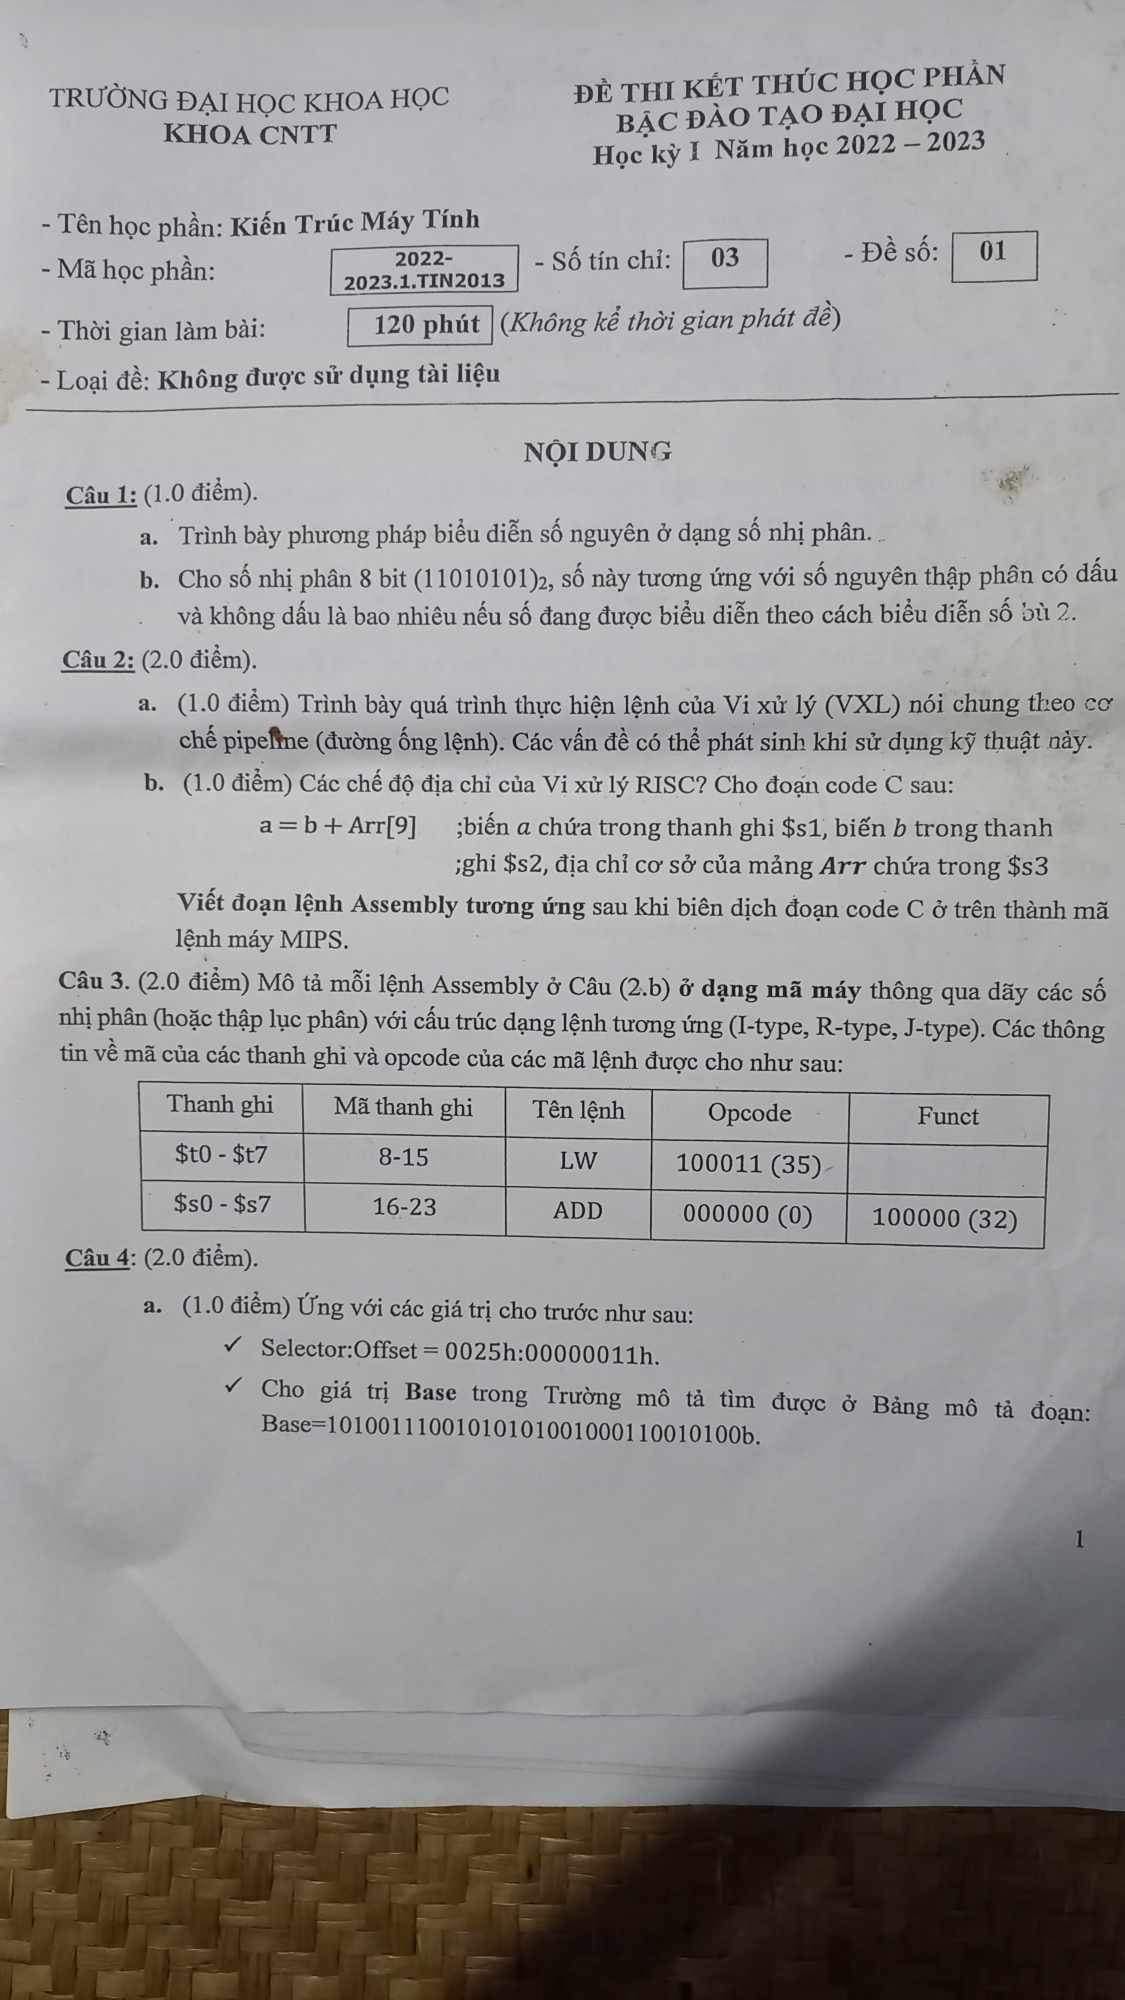 TRƯỜNG ĐẠI HỌC KHOA HỌC
KHOA CNTT
ĐỀ THI KẾT THÚC HỌC PHẦN
BẬC ĐÀO TẠO ĐẠI HỌC
Học kỳ I Năm học 2022 – 2023
- Tên học phần: Kiến Trúc Máy Tính
- Mã học phần: 2022-2023.1.TIN2013 - Số tín chỉ: 03 - Đề số: 01
- Thời gian làm bài: 120 phút (Không kể thời gian phát đề)
- Loại đề: Không được sử dụng tài liệu
NỘI DUNG
Câu 1: (1.0 điểm).
a. Trình bày phương pháp biểu diễn số nguyên ở dạng số nhị phân.
b. Cho số nhị phân 8 bit (11010101)2, số này tương ứng với số nguyên thập phân có dấu
và không dấu là bao nhiêu nếu số đang được biểu diễn theo cách biểu diễn số bù 2.
Câu 2: (2.0 điểm).
a. (1.0 điểm) Trình bày quá trình thực hiện lệnh của Vi xử lý (VXL) nói chung theo cơ
chế pipeline (đường ống lệnh). Các vấn đề có thể phát sinh khi sử dụng kỹ thuật này.
b. (1.0 điểm) Các chế độ địa chỉ của Vi xử lý RISC? Cho đoạn code C sau:
a = b + Arr[9] ;biến a chứa trong thanh ghi $s1, biến b trong thanh
;ghi $s2, địa chỉ cơ sở của mảng Arr chứa trong $s3
Viết đoạn lệnh Assembly tương ứng sau khi biên dịch đoạn code C ở trên thành mã
lệnh máy MIPS.
Câu 3. (2.0 điểm) Mô tả mỗi lệnh Assembly ở Câu (2.b) ở dạng mã máy thông qua dãy các số
nhị phân (hoặc thập lục phân) với cấu trúc dạng lệnh tương ứng (I-type, R-type, J-type). Các thông
tin về mã của các thanh ghi và opcode của các mã lệnh được cho như sau:
Thanh ghi Mã thanh ghi Tên lệnh Opcode Funct
$t0 - $t7 8-15 LW 100011 (35)
$s0 - $s7 16-23 ADD 000000 (0) 100000 (32)
Câu 4: (2.0 điểm).
a. (1.0 điểm) Ứng với các giá trị cho trước như sau:
✓ Selector:Offset = 0025h:00000011h.
✓ Cho giá trị Base trong Trường mô tả tìm được ở Bảng mô tả đoạn:
Base=10100111001010101001000110010100b.
1